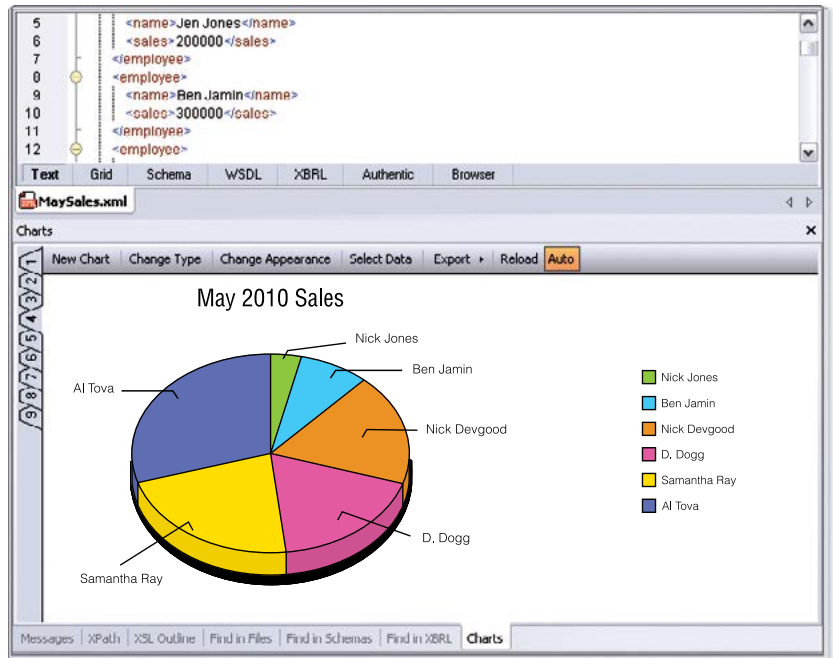 5 <name>Jen Jones</name>
6 <sales>200000</sales>
7 </employee>
8 <employee>
9 <name>Ben Jamin</name>
10 <sales>300000</sales>
11 </employee>
12 <employee>
Text Grid Schema WSDL XBRL Authentic Browser
MaySales.xml
Charts
New Chart Change Type Change Appearance Select Data Export Reload Auto
1
2
3
4
5
6
7
8
9
May 2010 Sales
Nick Jones
Ben Jamin
Al Tova
Nick Devgood
D. Dogg
Samantha Ray
Nick Jones
Ben Jamin
Nick Devgood
D. Dogg
Samantha Ray
Al Tova
Messages XPath XSL Outline Find in Files Find in Schemas Find in XBRL Charts